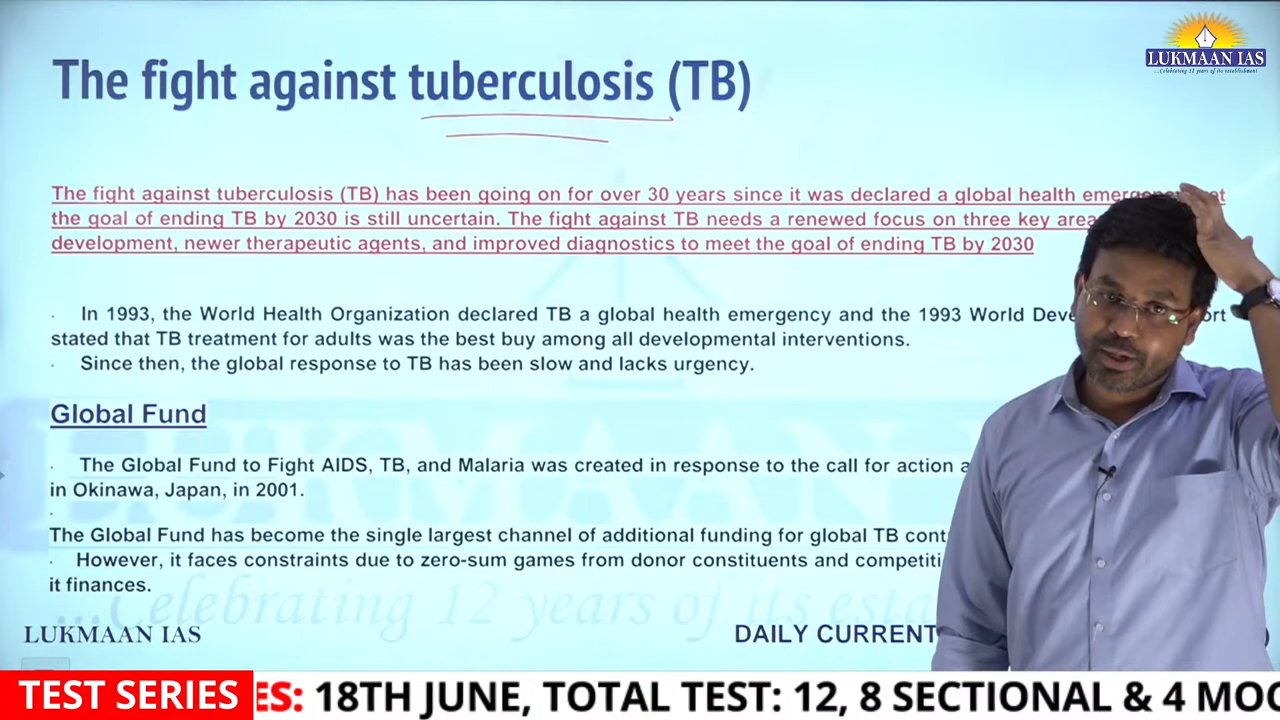 LUKMAAN IAS
...Celebrating 12 years of its establishment
The fight against tuberculosis (TB)
The fight against tuberculosis (TB) has been going on for over 30 years since it was declared a global health
the goal of ending TB by 2030 is still uncertain. The fight against TB needs a renewed focus on three key
development, newer therapeutic agents, and improved diagnostics to meet the goal of ending TB by 2030
· In 1993, the World Health Organization declared TB a global health emergency and the 1993 World
stated that TB treatment for adults was the best buy among all developmental interventions.
· Since then, the global response to TB has been slow and lacks urgency.
Global Fund
· The Global Fund to Fight AIDS, TB, and Malaria was created in response to the call for action
in Okinawa, Japan, in 2001.
·
The Global Fund has become the single largest channel of additional funding for global TB
· However, it faces constraints due to zero-sum games from donor constituents and
it finances.
LUKMAAN
...Celebrating 12 years of its
LUKMAAN IAS
DAILY CURRENT
TEST SERIES
ES: 18TH JUNE, TOTAL TEST: 12, 8 SECTIONAL & 4